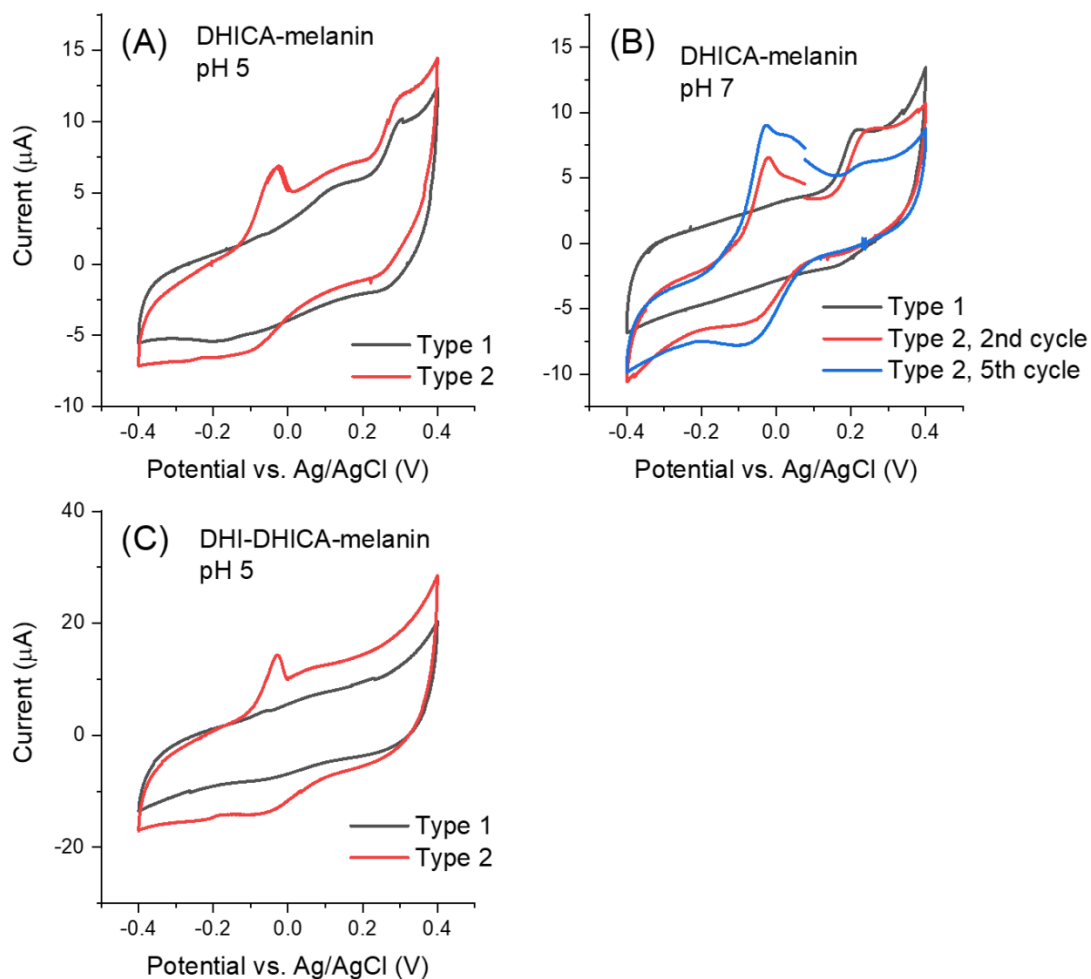 (A) DHICA-melanin
pH 5
15
10
5
0
-5
-10
Current (μA)
-0.4 -0.2 0.0 0.2 0.4
Potential vs. Ag/AgCl (V)
Type 1
Type 2
(B) DHICA-melanin
pH 7
15
10
5
0
-5
-10
-0.4 -0.2 0.0 0.2 0.4
Potential vs. Ag/AgCl (V)
Type 1
Type 2, 2nd cycle
Type 2, 5th cycle
(C) DHI-DHICA-melanin
pH 5
40
20
0
-20
Current (μA)
-0.4 -0.2 0.0 0.2 0.4
Potential vs. Ag/AgCl (V)
Type 1
Type 2